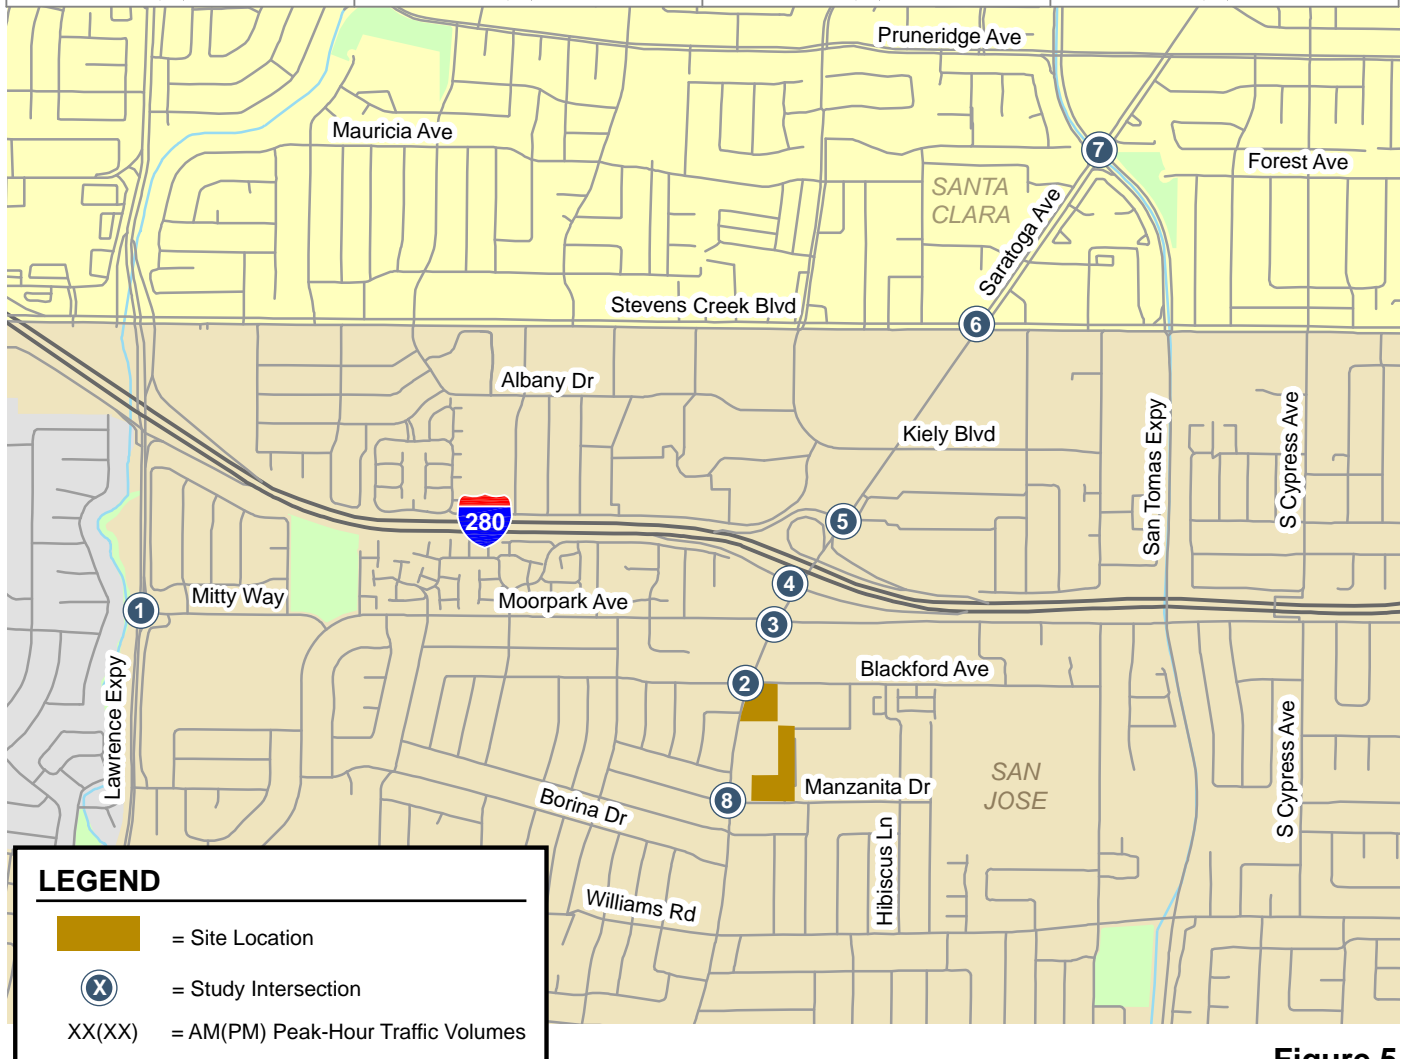 Pruneridge Ave
Mauricia Ave
7
Forest Ave
SANTA
CLARA
Saratoga Ave
Stevens Creek Blvd
6
Albany Dr
Kiely Blvd
San Tomas Expy
S Cypress Ave
280
5
4
Mitty Way
Moorpark Ave
1
3
Blackford Ave
2
Lawrence Expy
S Cypress Ave
SAN
JOSE
Manzanita Dr
8
Borina Dr
Hibiscus Ln
Williams Rd
LEGEND
= Site Location
X
= Study Intersection
XX(XX)
= AM(PM) Peak-Hour Traffic Volumes
Figure 5